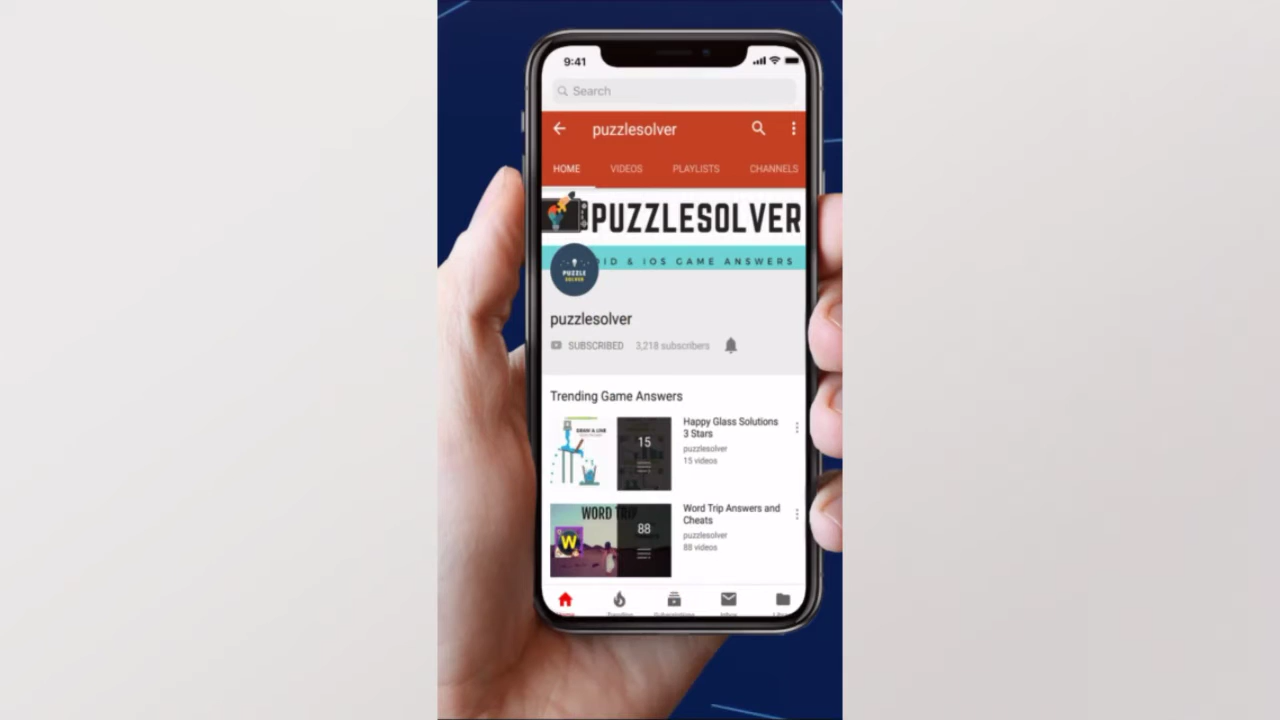 9:41
Search
puzzlesolver
HOME VIDEOS PLAYLISTS CHANNELS
PUZZLESOLVER
ID & IOS GAME ANSWERS
PUZZLE
SOLVER
puzzlesolver
SUBSCRIBED 3,218 subscribers
Trending Game Answers
DRAW A LINE
15
Happy Glass Solutions
3 Stars
puzzlesolver
15 videos
WORD TRIP
W
88
Word Trip Answers and
Cheats
puzzlesolver
88 videos